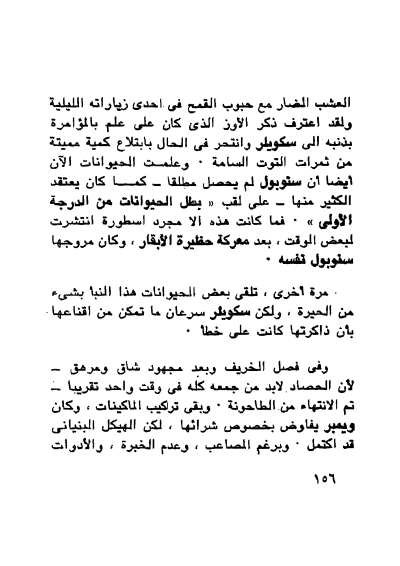 العشب الضار مع حبوب القمح فى احدى زياراته الليلية
ولقد اعترف ذكر الأوز الذى كان على علم بالمؤامرة
بذنبه الى سكويلر وانتحر فى الحال بابتلاع كمية مميتة
من ثمرات التوت السامة · وعلمت الحيوانات الآن
أيضا أن سنوبول لم يحصل مطلقا – كمــا كان يعتقد
الكثير منها – على لقب « بطل الحيوانات من الدرجة
الأولى » · فما كانت هذه الا مجرد اسطورة انتشرت
لبعض الوقت ، بعد معركة حظيرة الأبقار ، وكان مروجها
سنوبول نفسه ·
مرة أخرى ، تلقى بعض الحيوانات هذا النبأ بشىء
من الحيرة ، ولكن سكويلر سرعان ما تمكن من اقناعها
بأن ذاكرتها كانت على خطأ ·
وفى فصل الخريف وبعد مجهود شاق ومرهق –
لأن الحصاد لابد من جمعه كله فى وقت واحد تقريبا –
تم الانتهاء من الطاحونة · وبقى تركيب الماكينات ، وكان
ويمبر يفاوض بخصوص شرائها ، لكن الهيكل البنيانى
قد اكتمل · وبرغم المصاعب ، وعدم الخبرة ، والأدوات
١٥٦